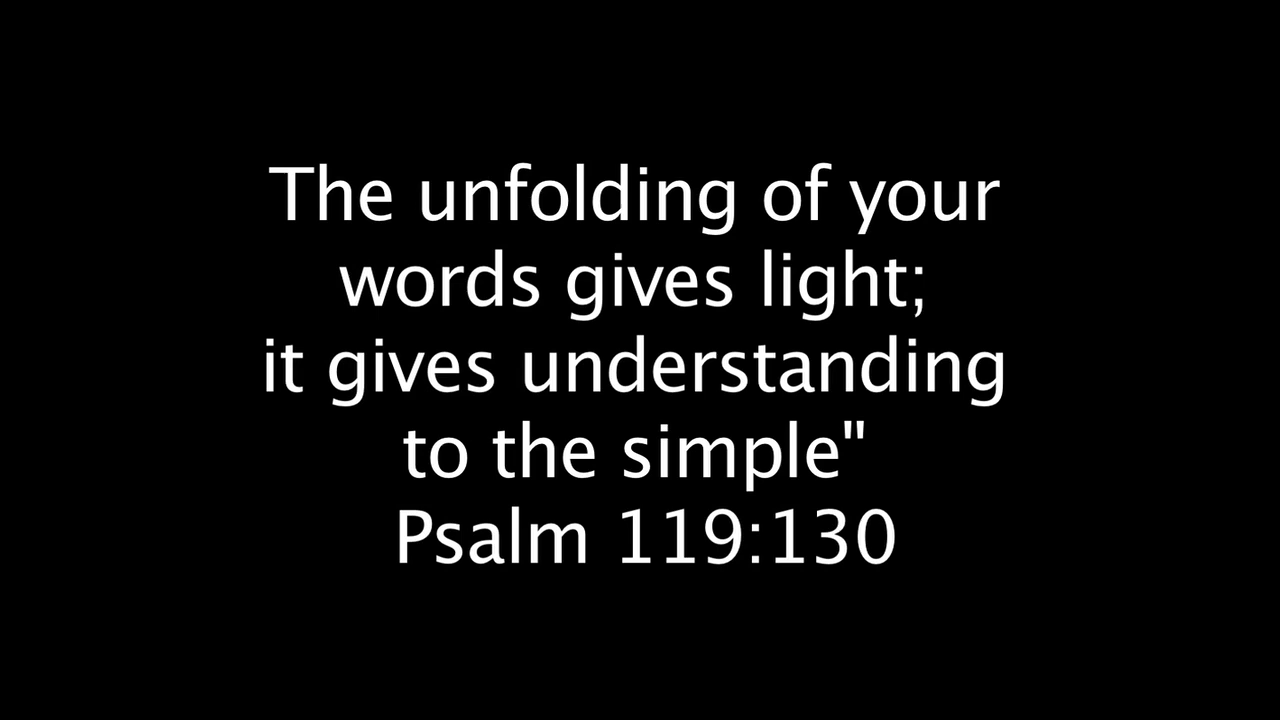 The unfolding of your
words gives light;
it gives understanding
to the simple"
Psalm 119:130